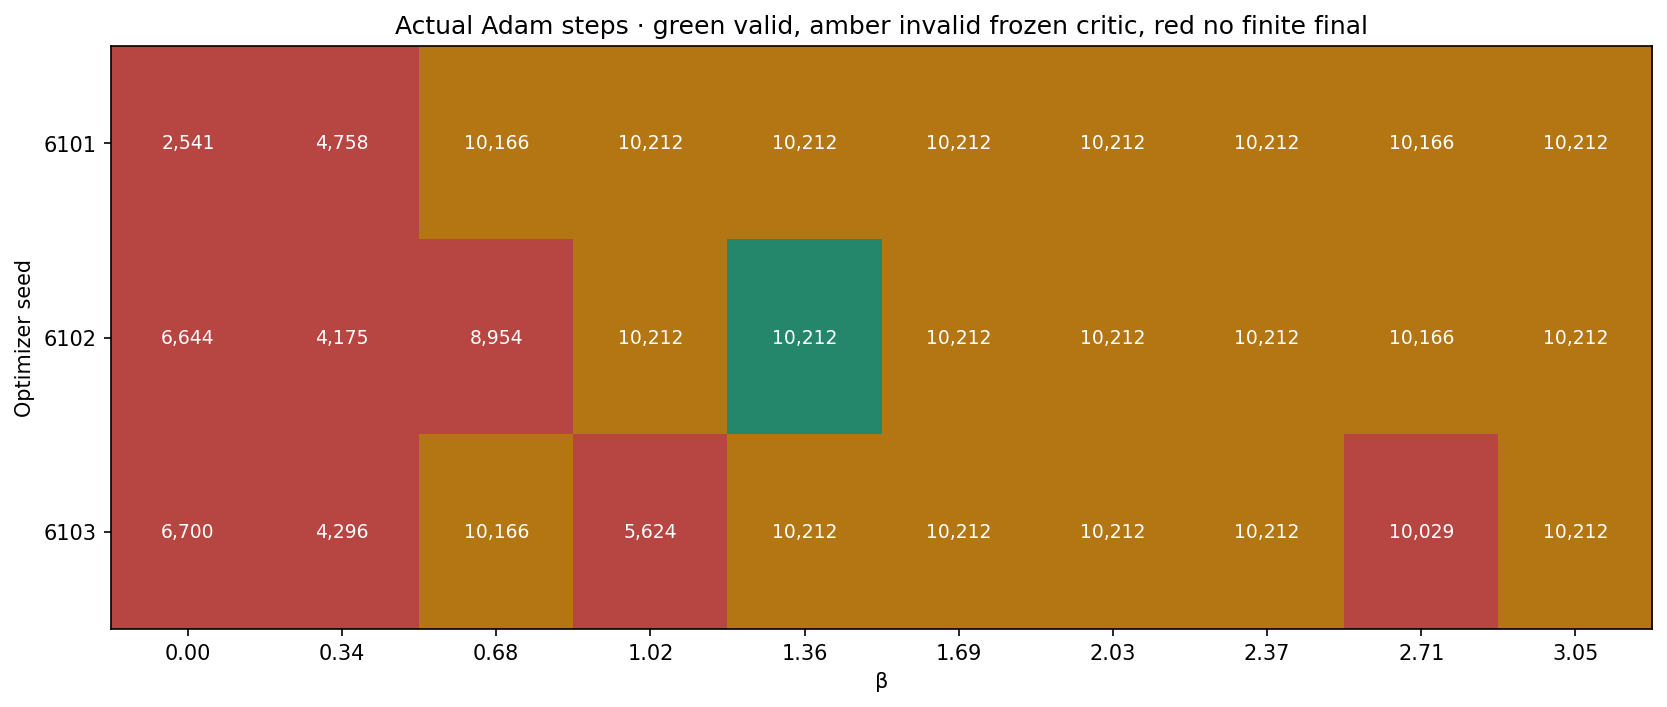 Actual Adam steps · green valid, amber invalid frozen critic, red no finite final
Optimizer seed
6101
2,541 4,758 10,166 10,212 10,212 10,212 10,212 10,212 10,166 10,212
6102
6,644 4,175 8,954 10,212 10,212 10,212 10,212 10,212 10,166 10,212
6103
6,700 4,296 10,166 5,624 10,212 10,212 10,212 10,212 10,029 10,212
0.00 0.34 0.68 1.02 1.36 1.69 2.03 2.37 2.71 3.05
β